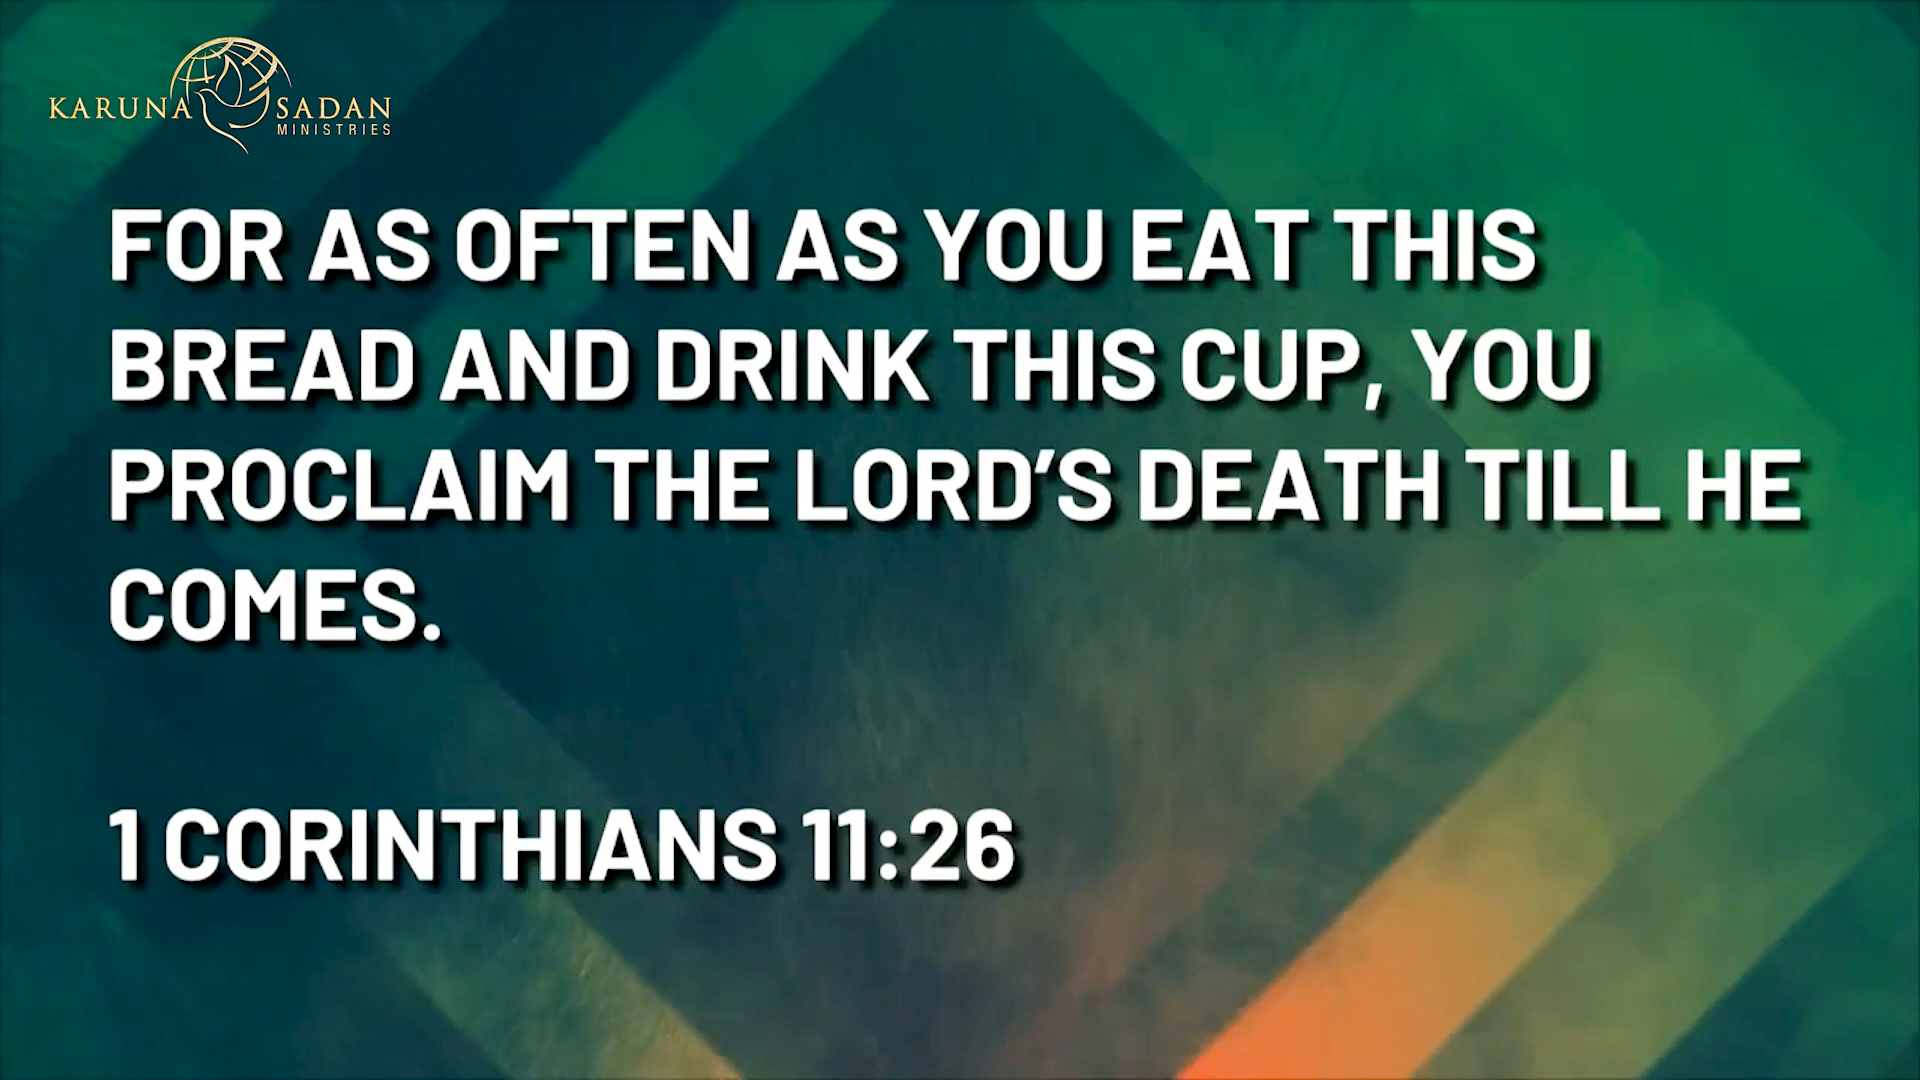 KARUNA SADAN
MINISTRIES
FOR AS OFTEN AS YOU EAT THIS
BREAD AND DRINK THIS CUP, YOU
PROCLAIM THE LORD’S DEATH TILL HE
COMES.
1 CORINTHIANS 11:26